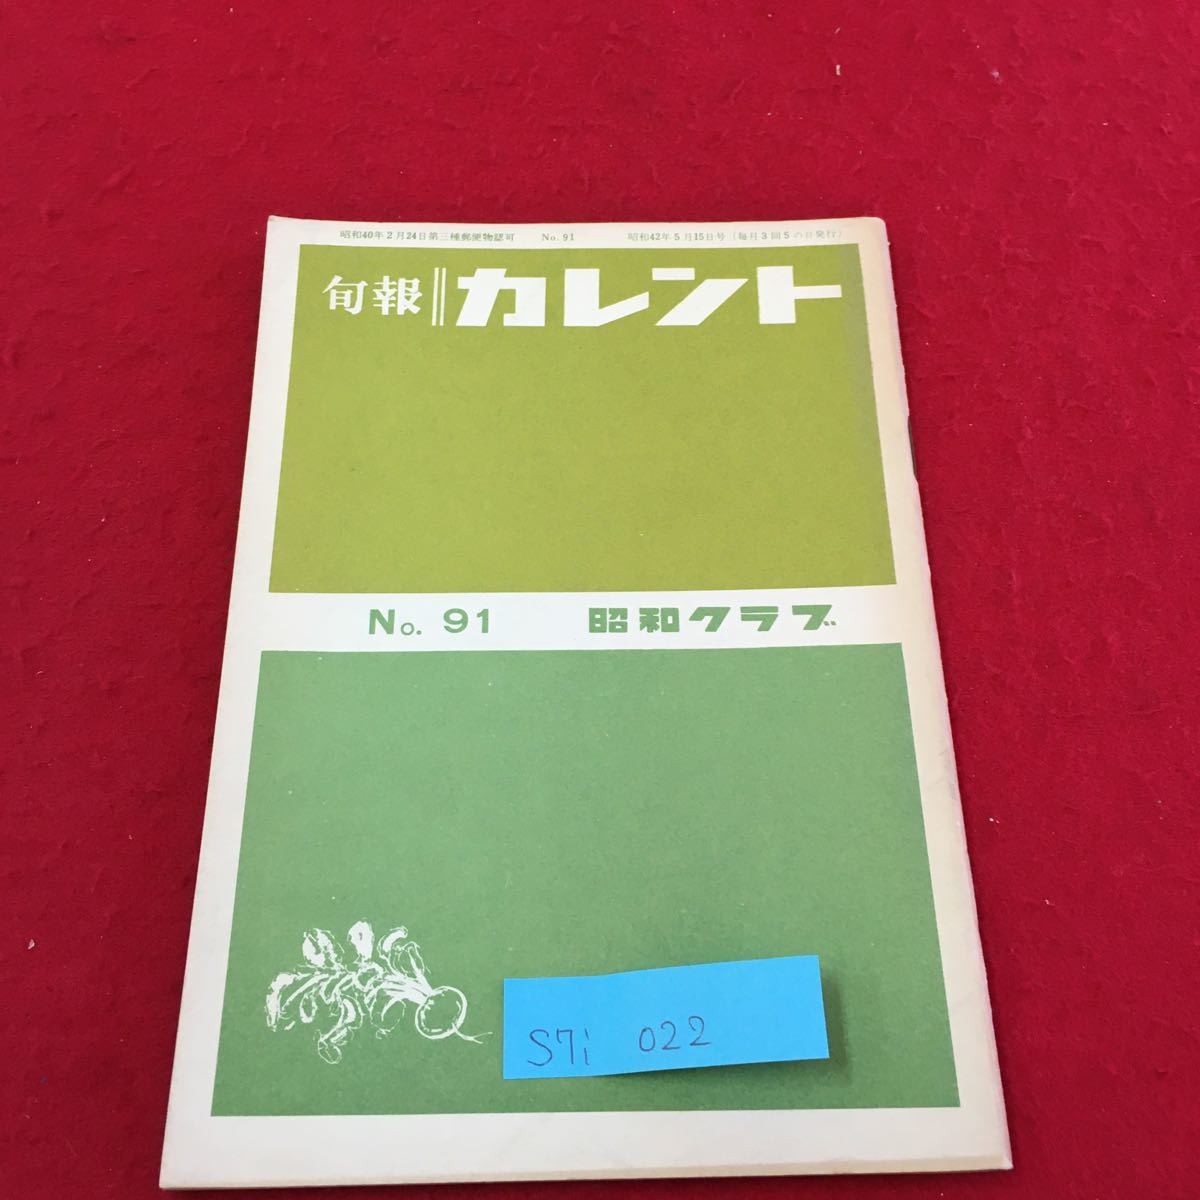 昭和40年2月24日第三種郵便物認可 No. 91 昭和42年5月15日号(毎月3回5の日発行)
旬報 カレント
No. 91 昭和クラブ
S7i 022